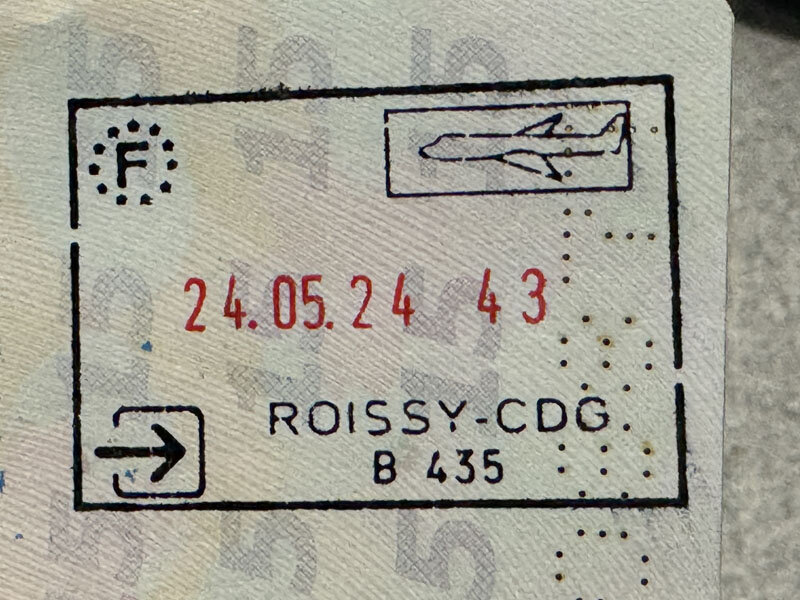 F
24.05.24 43
ROISSY-CDG
B 435